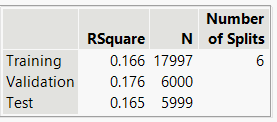 Number
RSquare N of Splits
Training 0.166 17997 6
Validation 0.176 6000
Test 0.165 5999